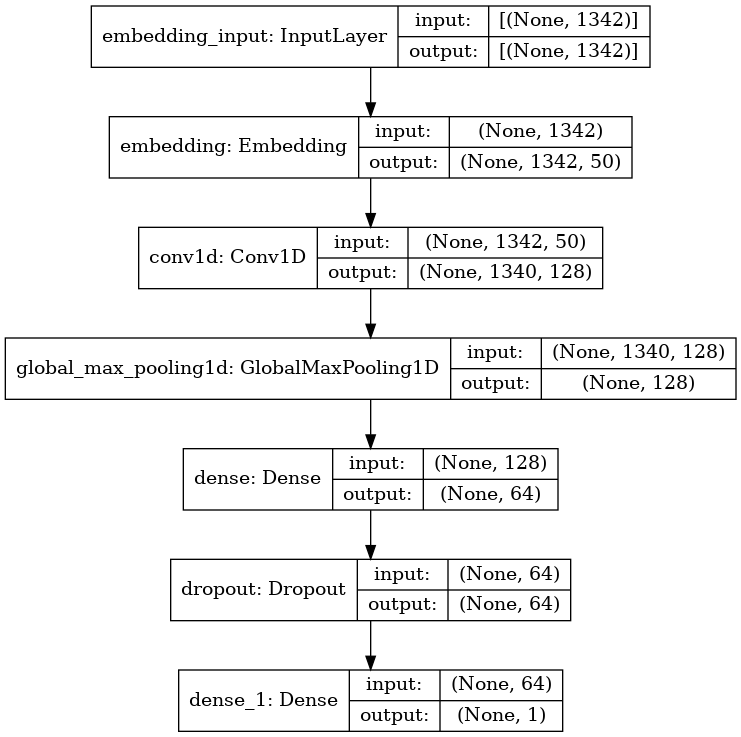 embedding_input: InputLayer input: [(None, 1342)]
output: [(None, 1342)]
embedding: Embedding input: (None, 1342)
output: (None, 1342, 50)
conv1d: Conv1D input: (None, 1342, 50)
output: (None, 1340, 128)
global_max_pooling1d: GlobalMaxPooling1D input: (None, 1340, 128)
output: (None, 128)
dense: Dense input: (None, 128)
output: (None, 64)
dropout: Dropout input: (None, 64)
output: (None, 64)
dense_1: Dense input: (None, 64)
output: (None, 1)